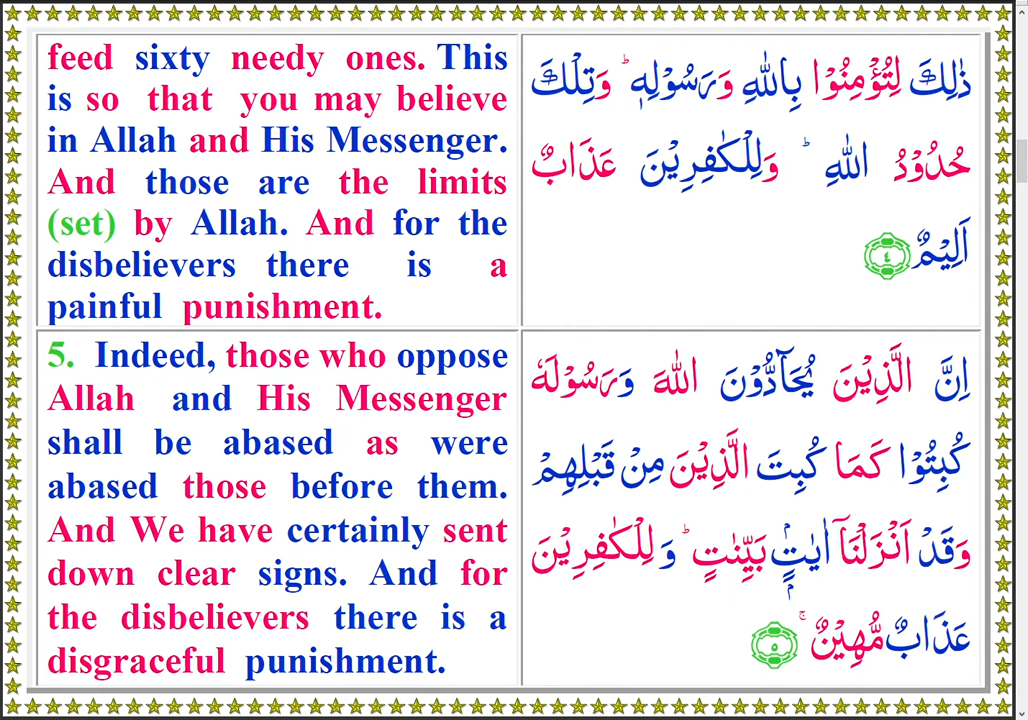 feed sixty needy ones. This
is so that you may believe
in Allah and His Messenger.
And those are the limits
(set) by Allah. And for the
disbelievers there is a
painful punishment.
ذٰلِكَ لِتُؤْمِنُوْا بِاللّٰهِ وَرَسُوْلِهٖ ؕ وَتِلْكَ
حُدُوْدُ اللّٰهِ ؕ وَلِلْكٰفِرِيْنَ عَذَابٌ
اَلِيْمٌ ٤
5. Indeed, those who oppose
Allah and His Messenger
shall be abased as were
abased those before them.
And We have certainly sent
down clear signs. And for
the disbelievers there is a
disgraceful punishment.
اِنَّ الَّذِيْنَ يُحَآدُّوْنَ اللّٰهَ وَرَسُوْلَهٗ
كُبِتُوْا كَمَا كُبِتَ الَّذِيْنَ مِنْ قَبْلِهِمْ
وَقَدْ اَنْزَلْنَاۤ اٰيٰتٍۭ بَيِّنٰتٍ ؕ وَلِلْكٰفِرِيْنَ
عَذَابٌ مُّهِيْنٌ ۚ ٥